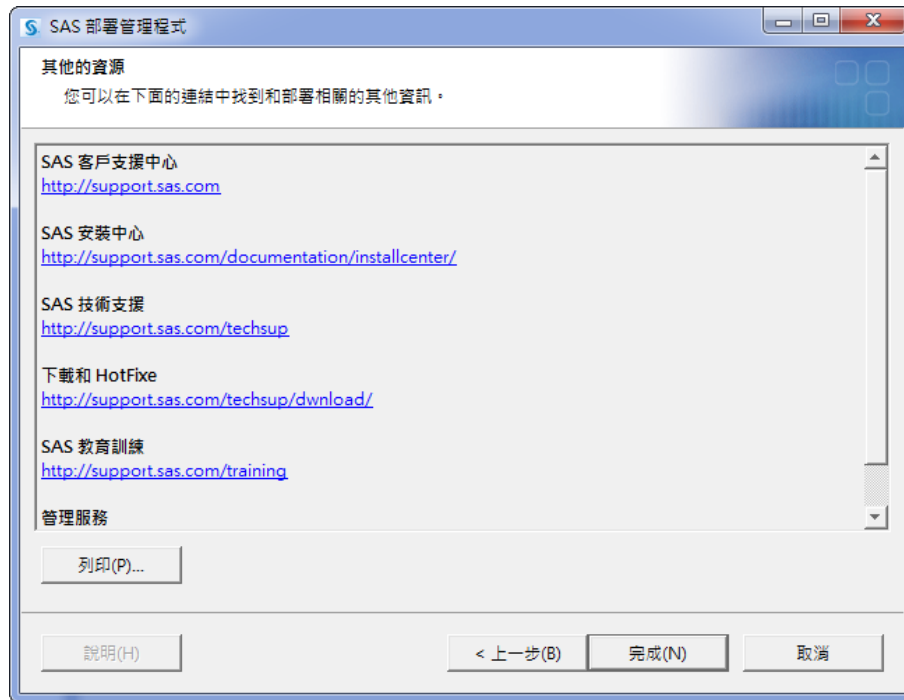 SAS 部署管理程式
其他的資源
您可以在下面的連結中找到和部署相關的其他資訊。
SAS 客戶支援中心
http://support.sas.com
SAS 安裝中心
http://support.sas.com/documentation/installcenter/
SAS 技術支援
http://support.sas.com/techsup
下載和 HotFixe
http://support.sas.com/techsup/dwnload/
SAS 教育訓練
http://support.sas.com/training
管理服務
列印(P)...
說明(H)
< 上一步(B)
完成(N)
取消